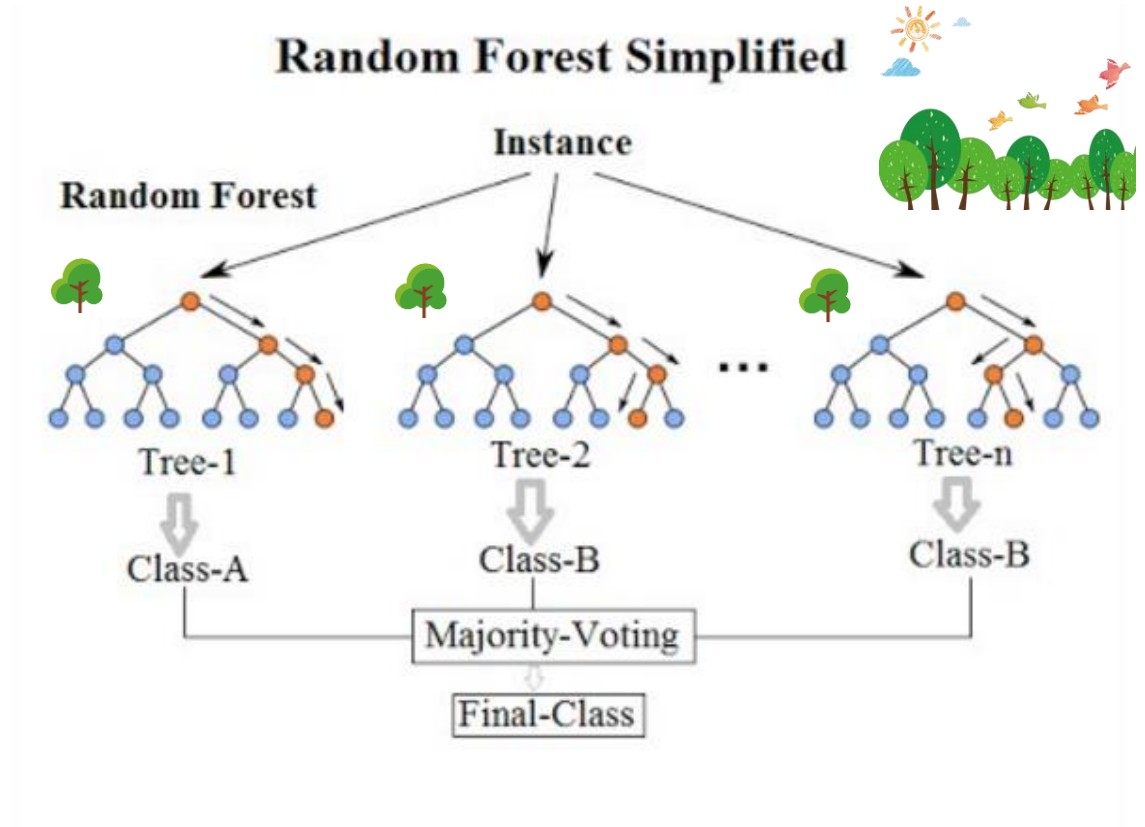 Random Forest Simplified
Instance
Random Forest
...
Tree-1
Tree-2
Tree-n
Class-A
Class-B
Class-B
Majority-Voting
Final-Class